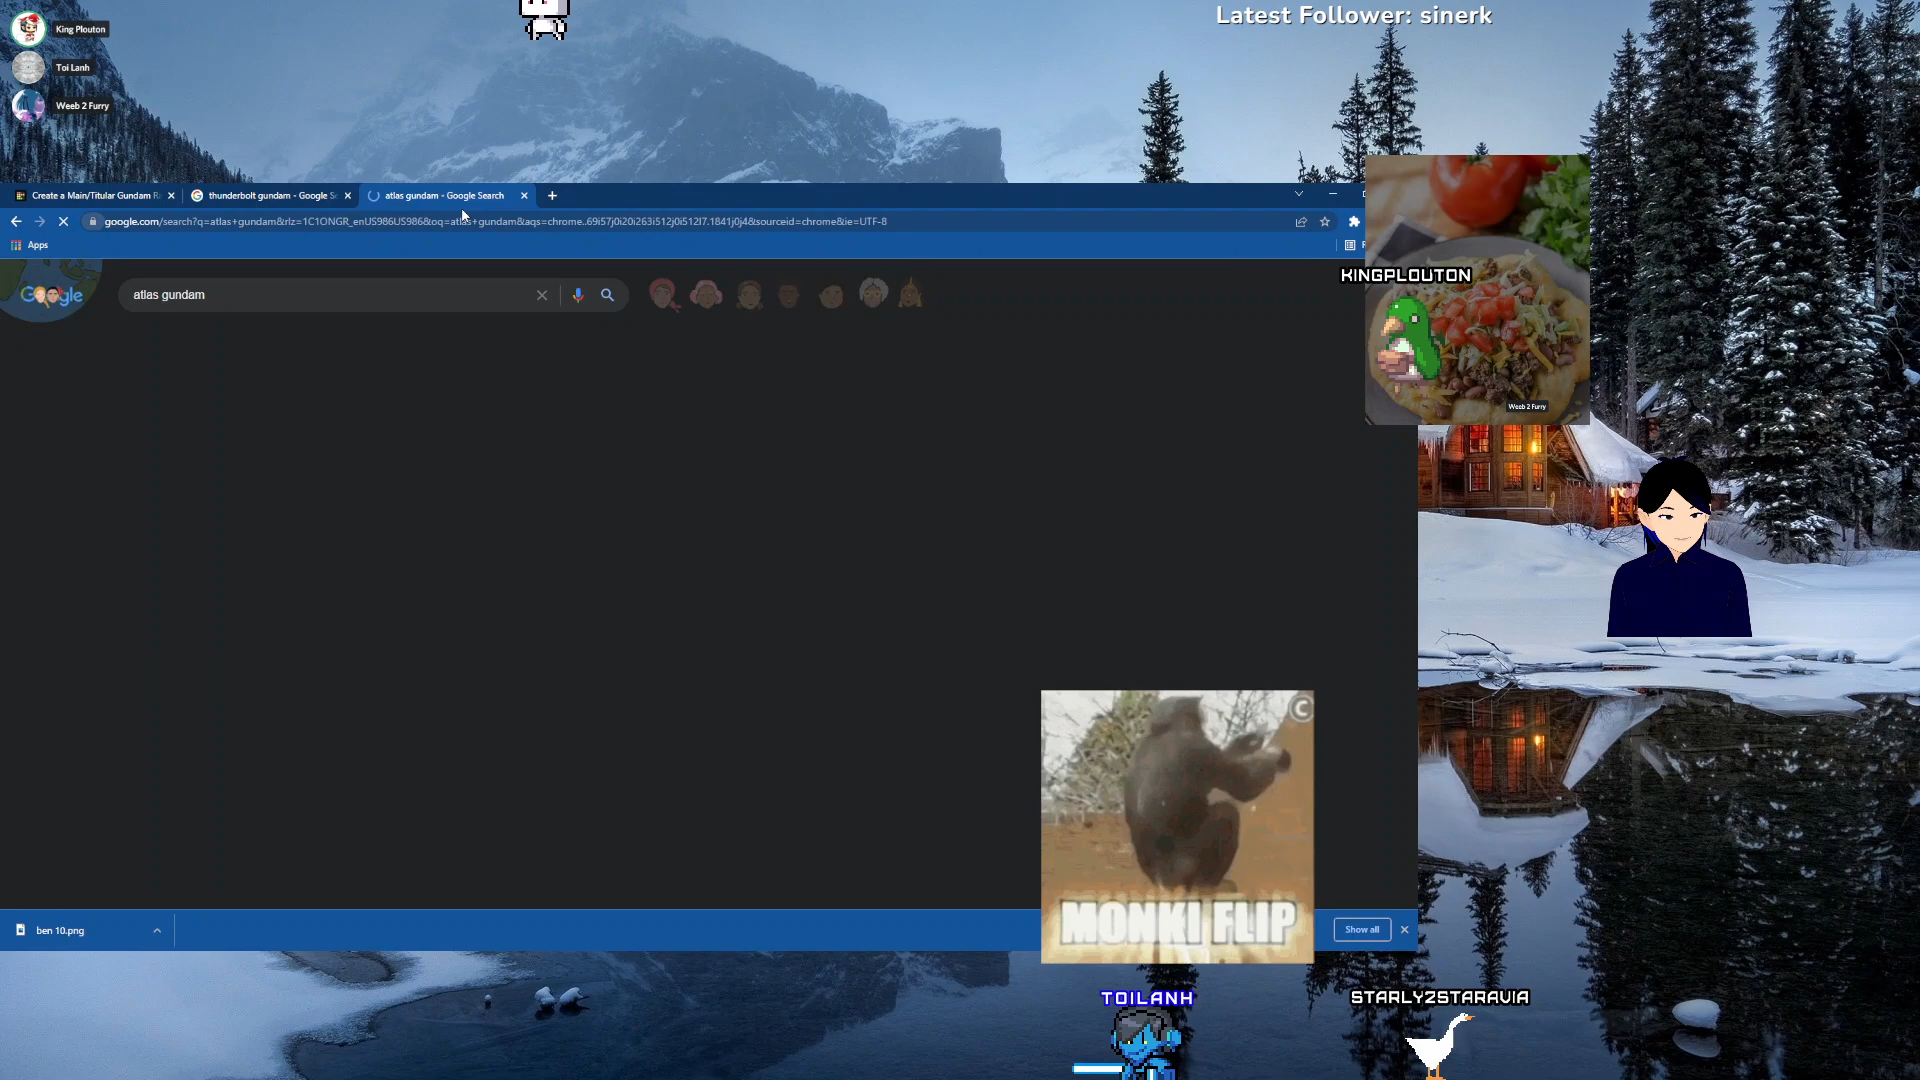 Latest Follower: sinerk
King Plouton
Toi Lanh
Weeb 2 Furry
Create a Main/Titular Gundam R
thunderbolt gundam - Google Se
atlas gundam - Google Search
google.com/search?q=atlas+gundam&rlz=1C1ONGR_enUS986US986&oq=atlas+gundam&aqs=chrome..69i57j0i20i263i512j0i512l7.1841j0j4&sourceid=chrome&ie=UTF-8
Apps
Google
atlas gundam
KINGPLOUTON
Weeb 2 Furry
MONKI FLIP
ben 10.png
Show all
TOILANH
STARLY2STARAVIA